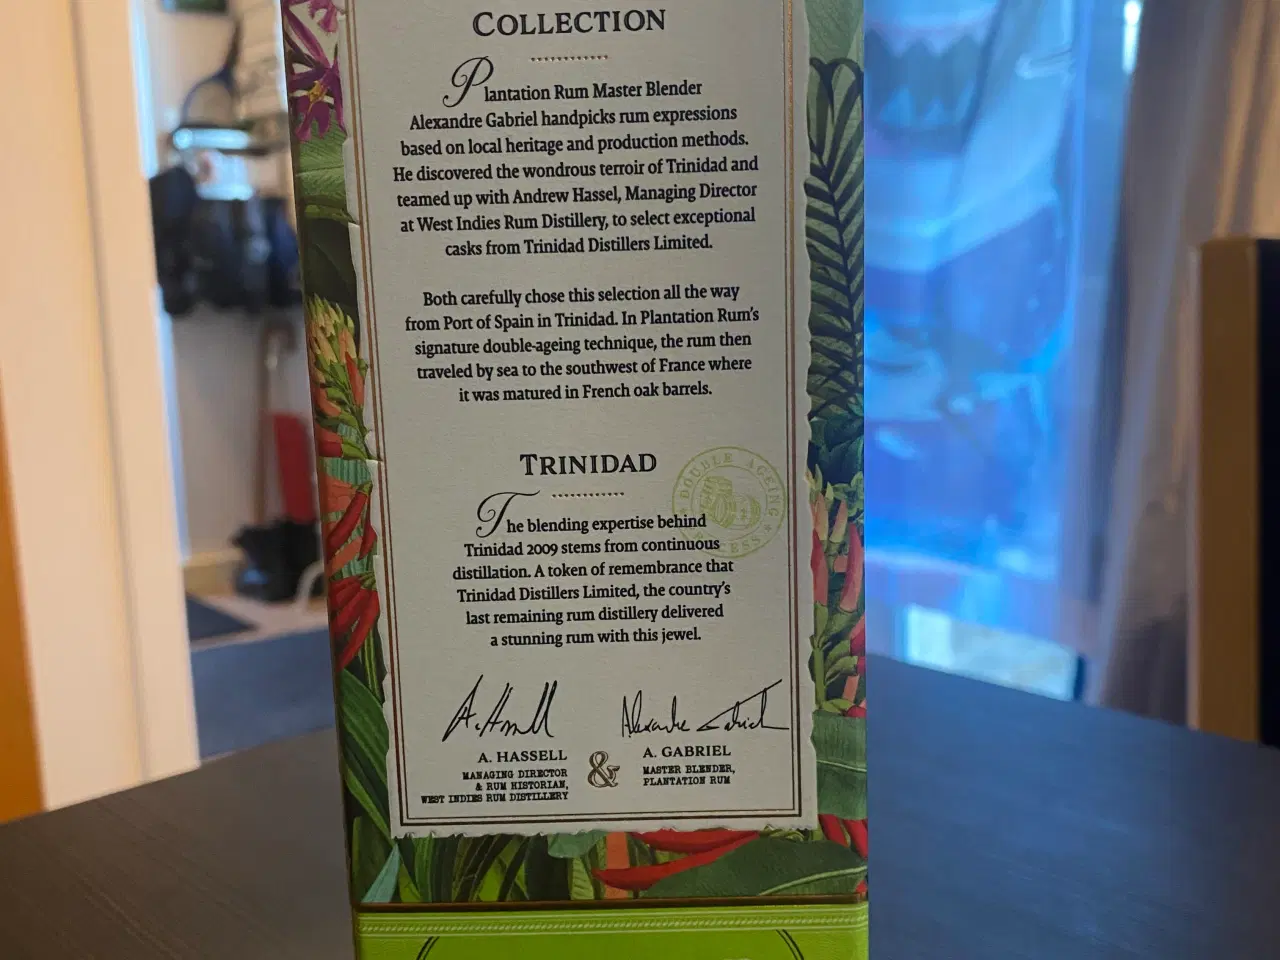 COLLECTION
Plantation Rum Master Blender
Alexandre Gabriel handpicks rum expressions
based on local heritage and production methods.
He discovered the wondrous terroir of Trinidad and
teamed up with Andrew Hassel, Managing Director
at West Indies Rum Distillery, to select exceptional
casks from Trinidad Distillers Limited.
Both carefully chose this selection all the way
from Port of Spain in Trinidad. In Plantation Rum's
signature double-ageing technique, the rum then
traveled by sea to the southwest of France where
it was matured in French oak barrels.
TRINIDAD
DOUBLE AGEING
The blending expertise behind
Trinidad 2009 stems from continuous
distillation. A token of remembrance that
Trinidad Distillers Limited, the country's
last remaining rum distillery delivered
a stunning rum with this jewel.
A. Hassell Alexandre Gabriel
A. HASSELL & A. GABRIEL
MANAGING DIRECTOR MASTER BLENDER,
& RUM HISTORIAN, PLANTATION RUM
WEST INDIES RUM DISTILLERY